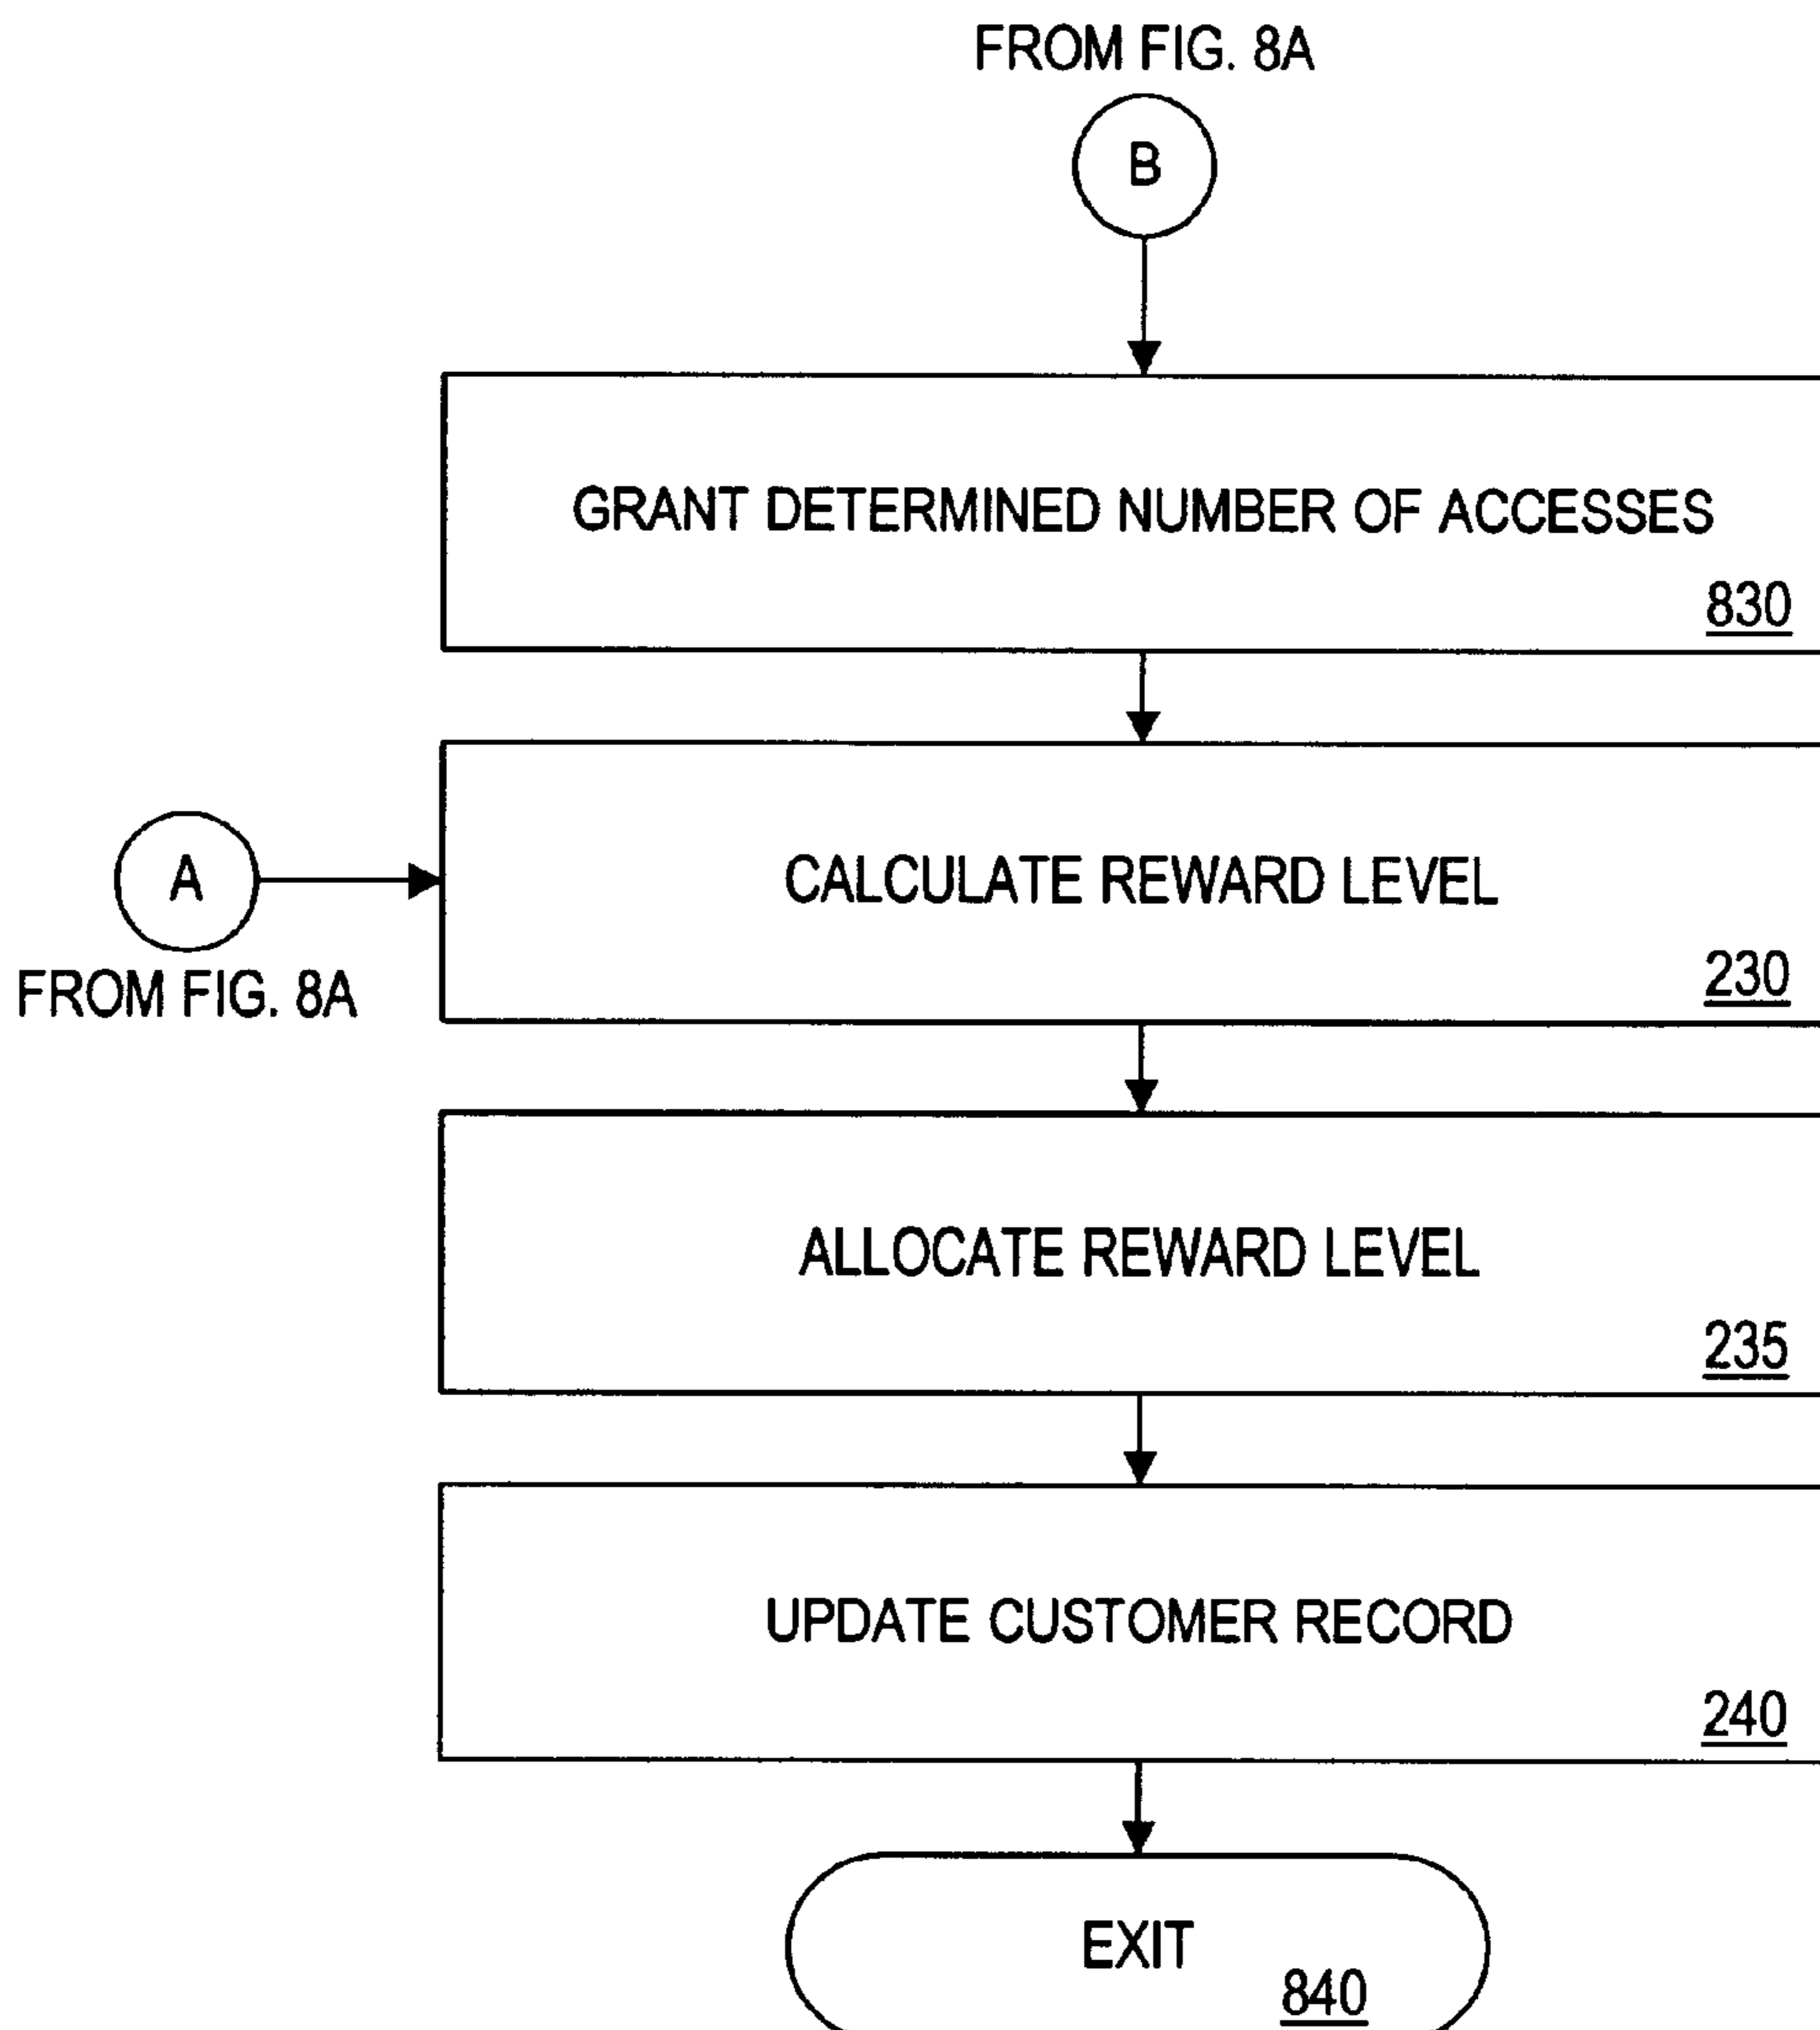 FROM FIG. 8A
B
GRANT DETERMINED NUMBER OF ACCESSES
830
A
FROM FIG. 8A
CALCULATE REWARD LEVEL
230
ALLOCATE REWARD LEVEL
235
UPDATE CUSTOMER RECORD
240
EXIT
840